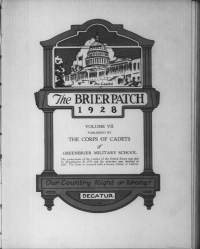 The BRIER PATCH
1928
VOLUME VII
PUBLISHED BY
THE CORPS OF CADETS
of
GREENBRIER MILITARY SCHOOL
Our Country Right or Wrong!
DECATUR